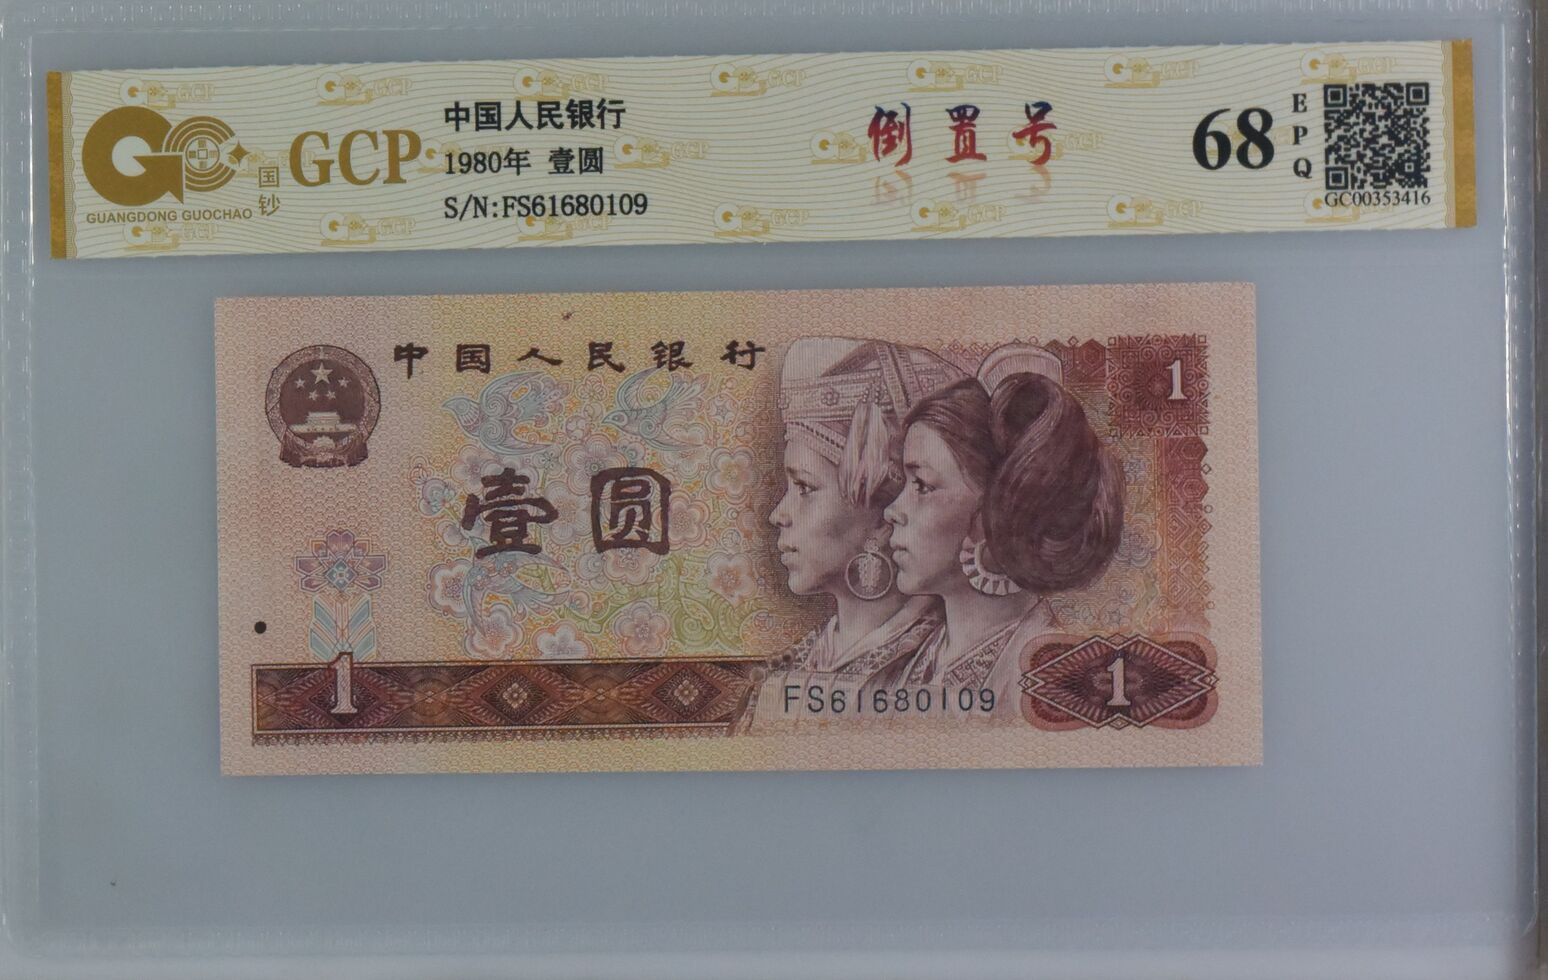 GCP
国钞
GUANGDONG GUOCHAO
中国人民银行
1980年 壹圆
S/N:FS61680109
倒置号
68
EPQ
GC00353416
中国人民银行
1
壹圆
1
FS61680109
1